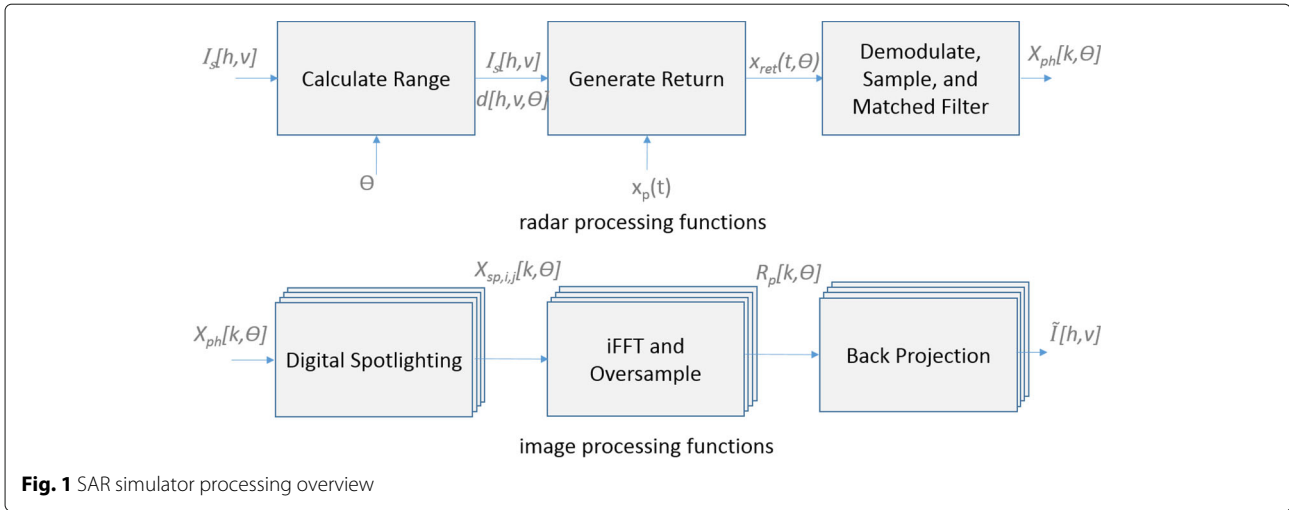 I_s[h,v]
Calculate Range
I_s[h,v]
d[h,v,Θ]
Generate Return
x_ret(t,Θ)
Demodulate,
Sample, and
Matched Filter
X_ph[k,Θ]
Θ
x_p(t)
radar processing functions
X_ph[k,Θ]
Digital Spotlighting
X_sp,i,j[k,Θ]
iFFT and
Oversample
R_p[k,Θ]
Back Projection
Ĩ[h,v]
image processing functions
Fig. 1 SAR simulator processing overview